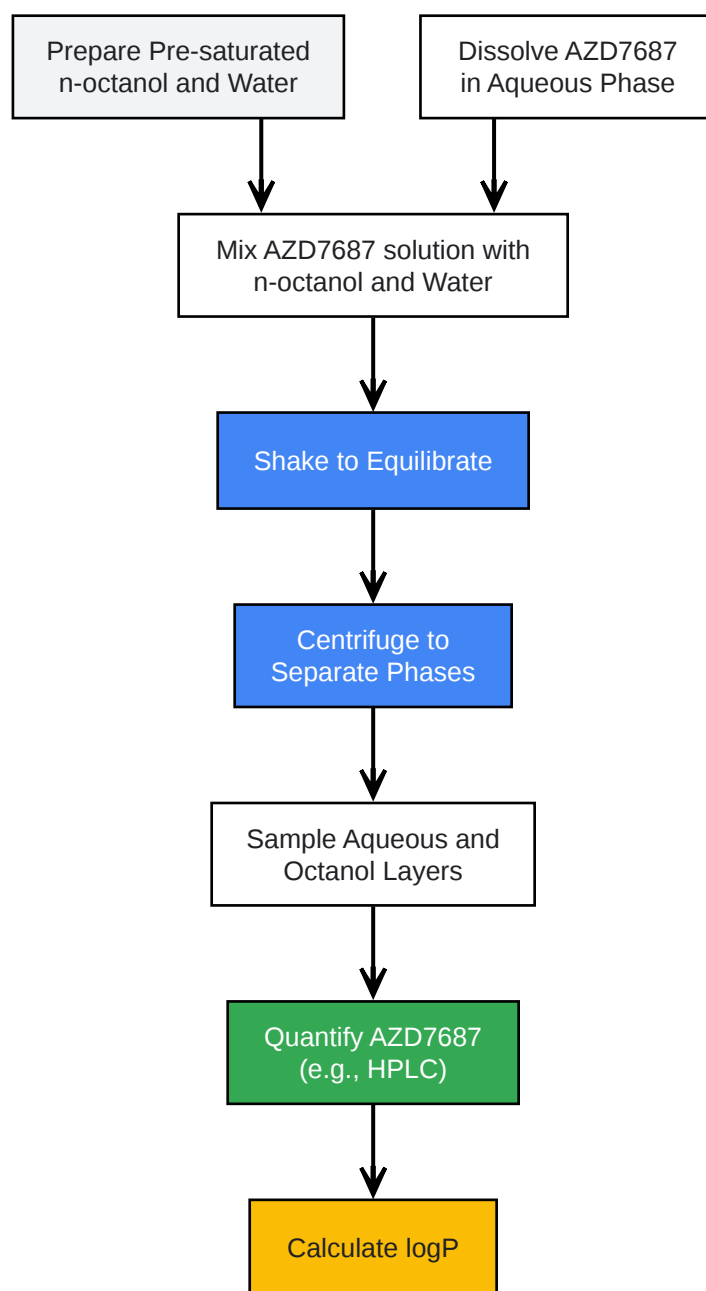 Prepare Pre-saturated
n-octanol and Water
Dissolve AZD7687
in Aqueous Phase
Mix AZD7687 solution with
n-octanol and Water
Shake to Equilibrate
Centrifuge to
Separate Phases
Sample Aqueous and
Octanol Layers
Quantify AZD7687
(e.g., HPLC)
Calculate logP